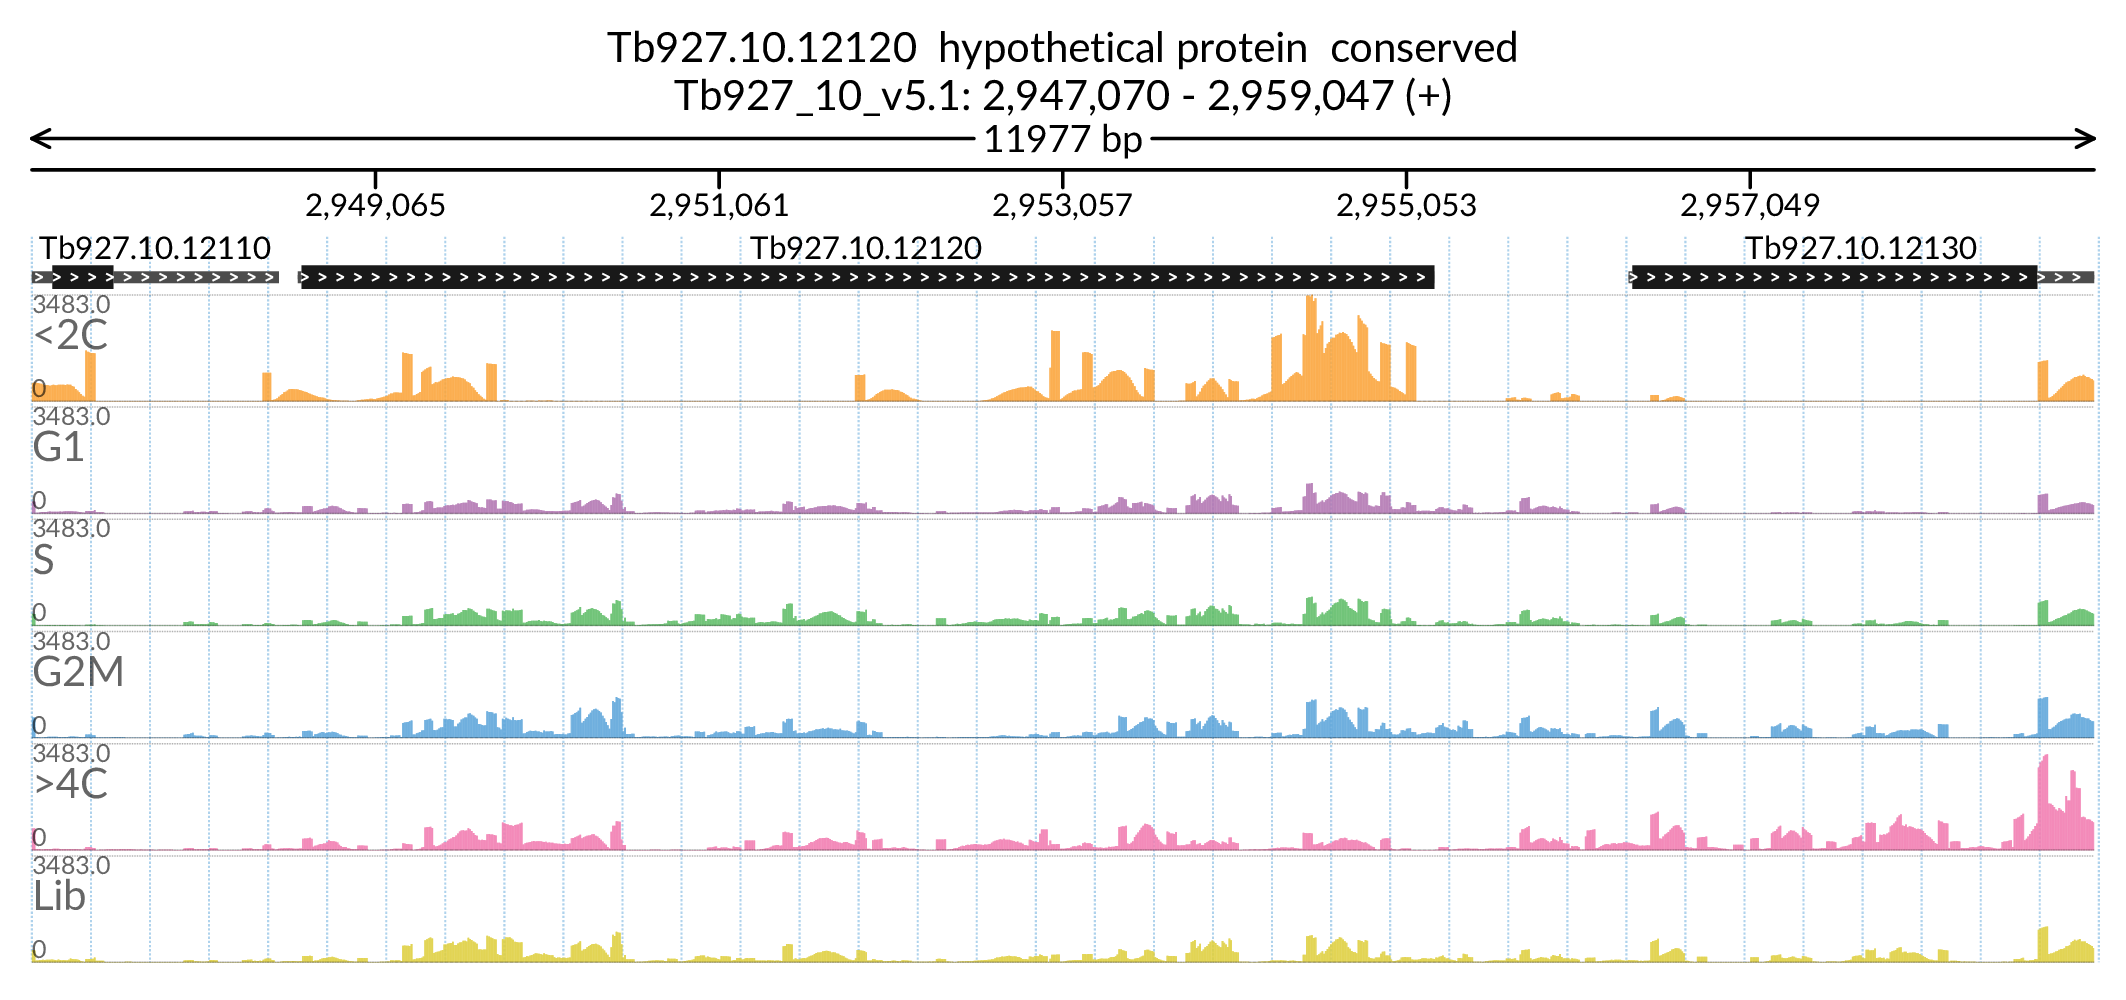 Tb927.10.12120 hypothetical protein conserved
Tb927_10_v5.1: 2,947,070 - 2,959,047 (+)
11977 bp
2,949,065 2,951,061 2,953,057 2,955,053 2,957,049
Tb927.10.12110 Tb927.10.12120 Tb927.10.12130
3483.0
<2C
0
3483.0
G1
0
3483.0
S
0
3483.0
G2M
0
3483.0
>4C
0
3483.0
Lib
0